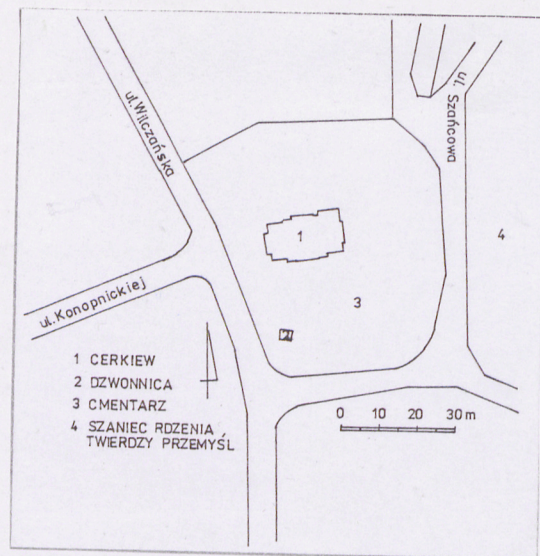 ul. Wilczańska
ul. Szańcowa
1
4
ul. Konopnickiej
3
2
1 CERKIEW
2 DZWONNICA
3 CMENTARZ
4 SZANIEC RDZENIA
TWIERDZY PRZEMYŚL
0 10 20 30 m